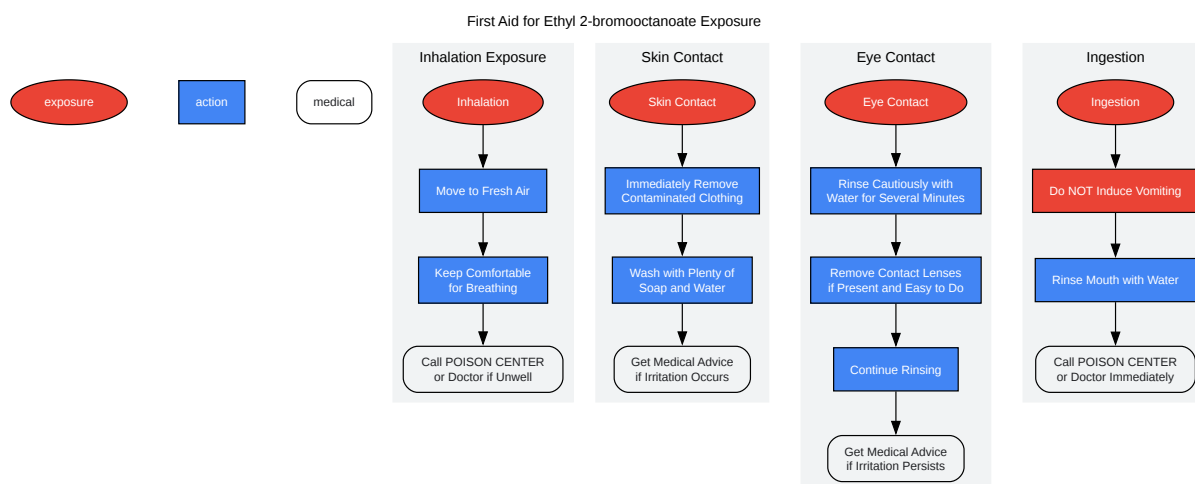 First Aid for Ethyl 2-bromooctanoate Exposure
exposure
action
medical
Inhalation Exposure
Inhalation
Move to Fresh Air
Keep Comfortable
for Breathing
Call POISON CENTER
or Doctor if Unwell
Skin Contact
Skin Contact
Immediately Remove
Contaminated Clothing
Wash with Plenty of
Soap and Water
Get Medical Advice
if Irritation Occurs
Eye Contact
Eye Contact
Rinse Cautiously with
Water for Several Minutes
Remove Contact Lenses
if Present and Easy to Do
Continue Rinsing
Get Medical Advice
if Irritation Persists
Ingestion
Ingestion
Do NOT Induce Vomiting
Rinse Mouth with Water
Call POISON CENTER
or Doctor Immediately